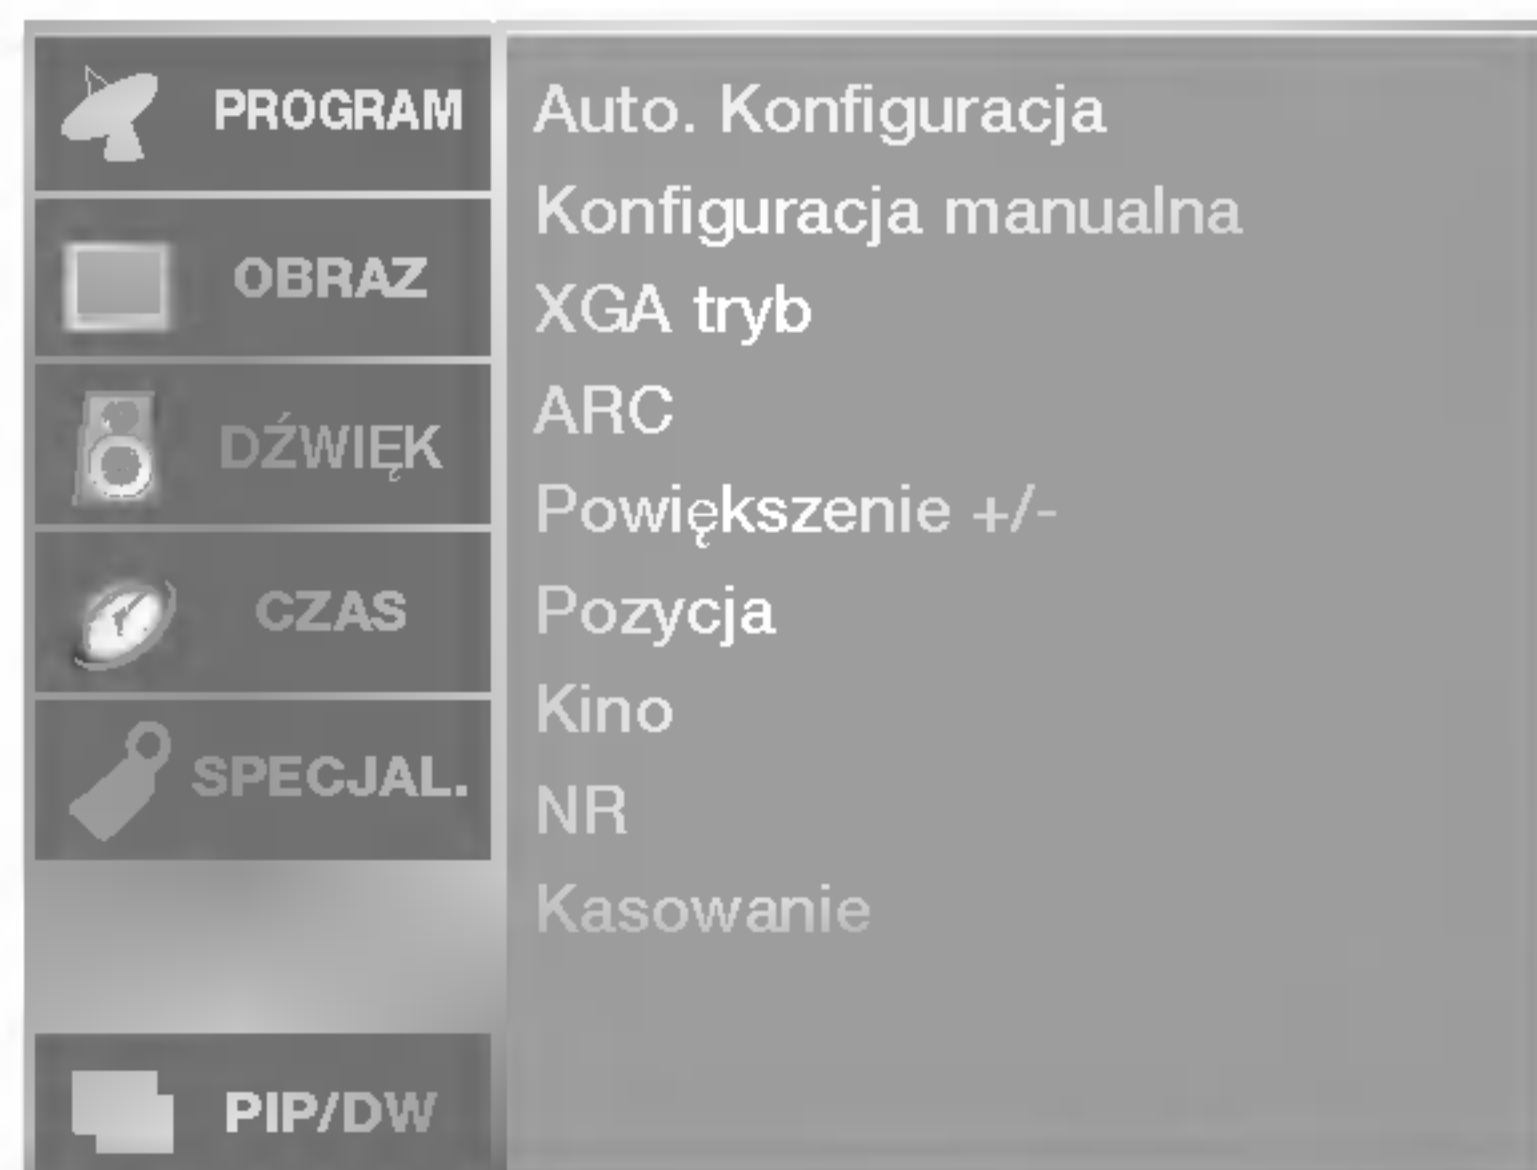 PROGRAM
OBRAZ
DŹWIĘK
CZAS
SPECJAL.
PIP/DW
Auto. Konfiguracja
Konfiguracja manualna
XGA tryb
ARC
Powiększenie +/-
Pozycja
Kino
NR
Kasowanie